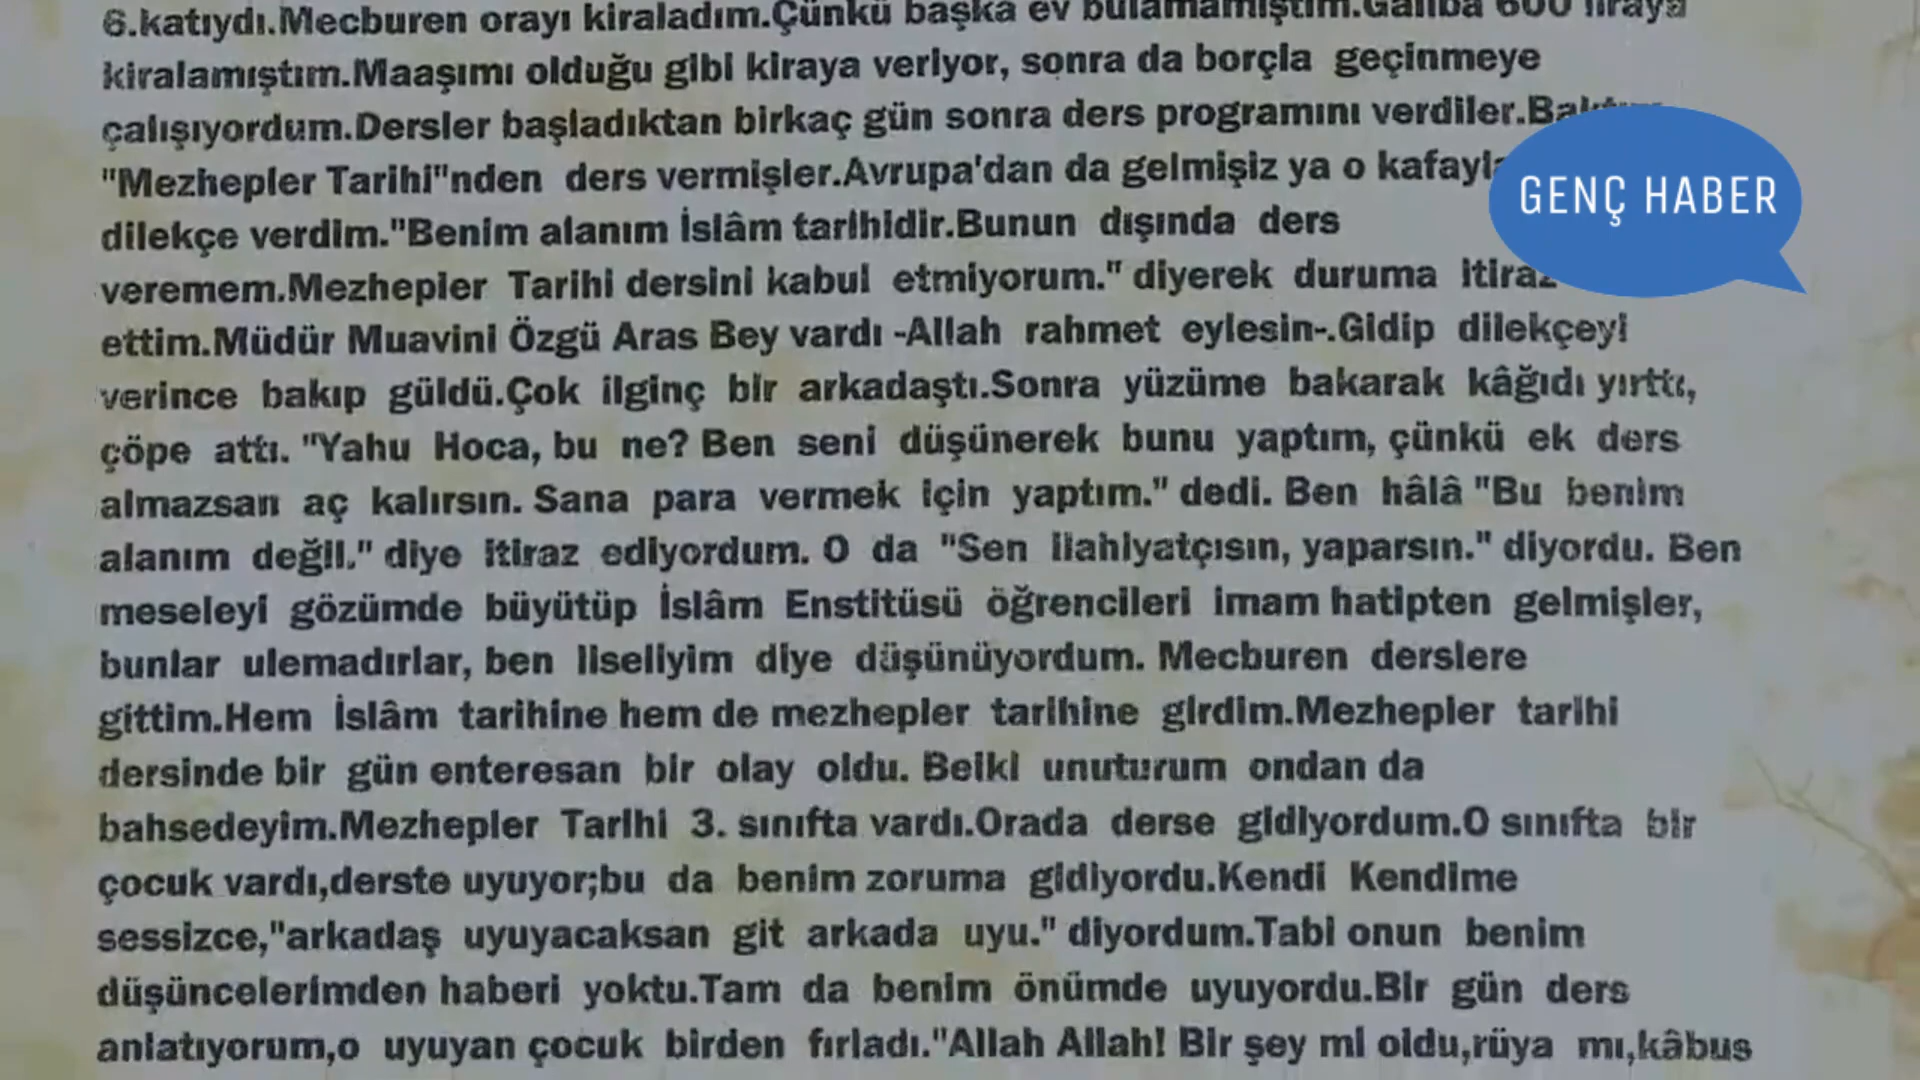 6.katıydı.Mecburen orayı kiraladım.Çünkü başka ev bulamamıştım.Galiba 600 liraya
kiralamıştım.Maaşımı olduğu gibi kiraya veriyor, sonra da borçla geçinmeye
çalışıyordum.Dersler başladıktan birkaç gün sonra ders programını verdiler.
"Mezhepler Tarihi"nden ders vermişler.Avrupa'dan da gelmişiz ya o kafayla
GENÇ HABER
dilekçe verdim."Benim alanım İslâm tarihidir.Bunun dışında ders
veremem.Mezhepler Tarihi dersini kabul etmiyorum." diyerek duruma itiraz
ettim.Müdür Muavini Özgü Aras Bey vardı -Allah rahmet eylesin-.Gidip dilekçeyi
verince bakıp güldü.Çok ilginç bir arkadaştı.Sonra yüzüme bakarak kâğıdı yırttı,
çöpe attı. "Yahu Hoca, bu ne? Ben seni düşünerek bunu yaptım, çünkü ek ders
almazsan aç kalırsın. Sana para vermek için yaptım." dedi. Ben hâlâ "Bu benim
alanım değil." diye itiraz ediyordum. O da "Sen ilahiyatçısın, yaparsın." diyordu. Ben
meseleyi gözümde büyütüp İslâm Enstitüsü öğrencileri imam hatipten gelmişler,
bunlar ulemadırlar, ben liseliyim diye düşünüyordum. Mecburen derslere
gittim.Hem İslâm tarihine hem de mezhepler tarihine girdim.Mezhepler tarihi
dersinde bir gün enteresan bir olay oldu. Belki unuturum ondan da
bahsedeyim.Mezhepler Tarihi 3. sınıfta vardı.Orada derse gidiyordum.O sınıfta bir
çocuk vardı,derste uyuyor;bu da benim zoruma gidiyordu.Kendi Kendime
sessizce,"arkadaş uyuyacaksan git arkada uyu." diyordum.Tabi onun benim
düşüncelerimden haberi yoktu.Tam da benim önümde uyuyordu.Bir gün ders
anlatıyorum,o uyuyan çocuk birden fırladı."Allah Allah! Bir şey mi oldu,rüya mı,kâbus